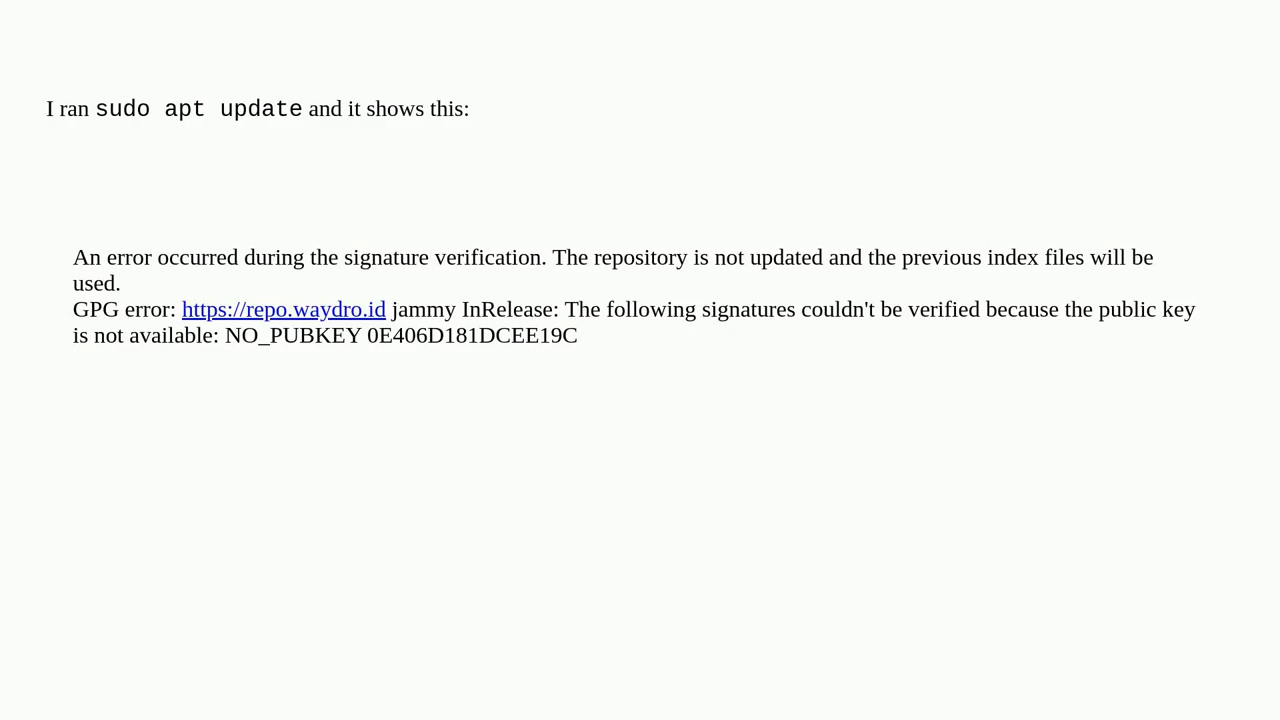 I ran sudo apt update and it shows this:
An error occurred during the signature verification. The repository is not updated and the previous index files will be
used.
GPG error: https://repo.waydro.id jammy InRelease: The following signatures couldn't be verified because the public key
is not available: NO_PUBKEY 0E406D181DCEE19C